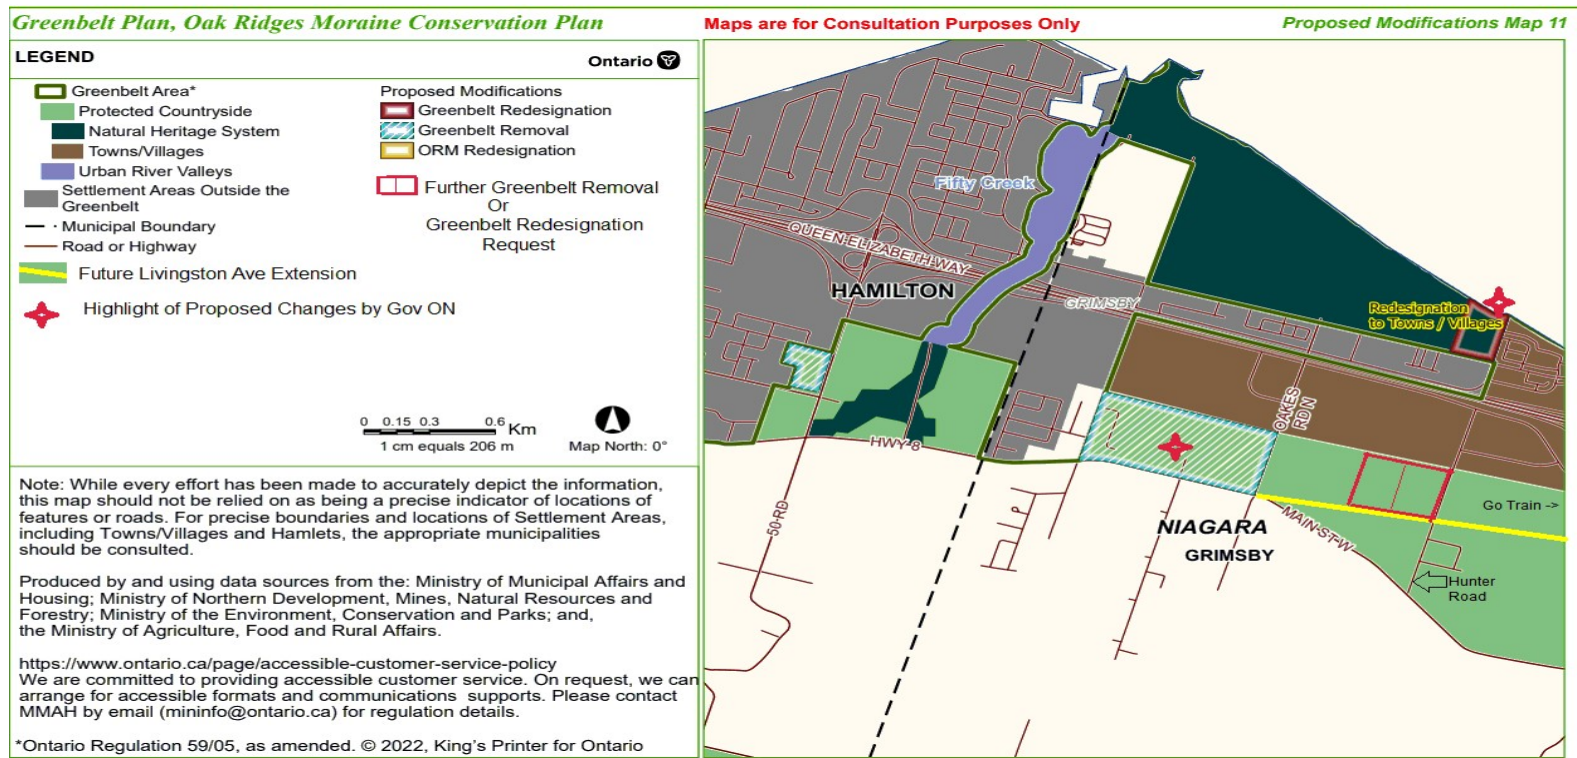 Greenbelt Plan, Oak Ridges Moraine Conservation Plan
Maps are for Consultation Purposes Only
Proposed Modifications Map 11
LEGEND
Ontario
Greenbelt Area*
Protected Countryside
Natural Heritage System
Towns/Villages
Urban River Valleys
Settlement Areas Outside the
Greenbelt
Municipal Boundary
Road or Highway
Future Livingston Ave Extension
Highlight of Proposed Changes by Gov ON
Proposed Modifications
Greenbelt Redesignation
Greenbelt Removal
ORM Redesignation
Further Greenbelt Removal
Or
Greenbelt Redesignation
Request
0 0.15 0.3 0.6 Km
1 cm equals 206 m
Map North: 0°
Note: While every effort has been made to accurately depict the information,
this map should not be relied on as being a precise indicator of locations of
features or roads. For precise boundaries and locations of Settlement Areas,
including Towns/Villages and Hamlets, the appropriate municipalities
should be consulted.
Produced by and using data sources from the: Ministry of Municipal Affairs and
Housing; Ministry of Northern Development, Mines, Natural Resources and
Forestry; Ministry of the Environment, Conservation and Parks; and,
the Ministry of Agriculture, Food and Rural Affairs.
https://www.ontario.ca/page/accessible-customer-service-policy
We are committed to providing accessible customer service. On request, we can
arrange for accessible formats and communications supports. Please contact
MMAH by email (mininfo@ontario.ca) for regulation details.
*Ontario Regulation 59/05, as amended. © 2022, King's Printer for Ontario
Fifty Creek
QUEEN-ELIZABETH-WAY
HAMILTON
GRIMSBY
Redesignation
to Towns / Villages
OAKES
RD N
HWY-8
50-RD
Go Train ->
MAIN-ST-W
NIAGARA
GRIMSBY
Hunter
Road